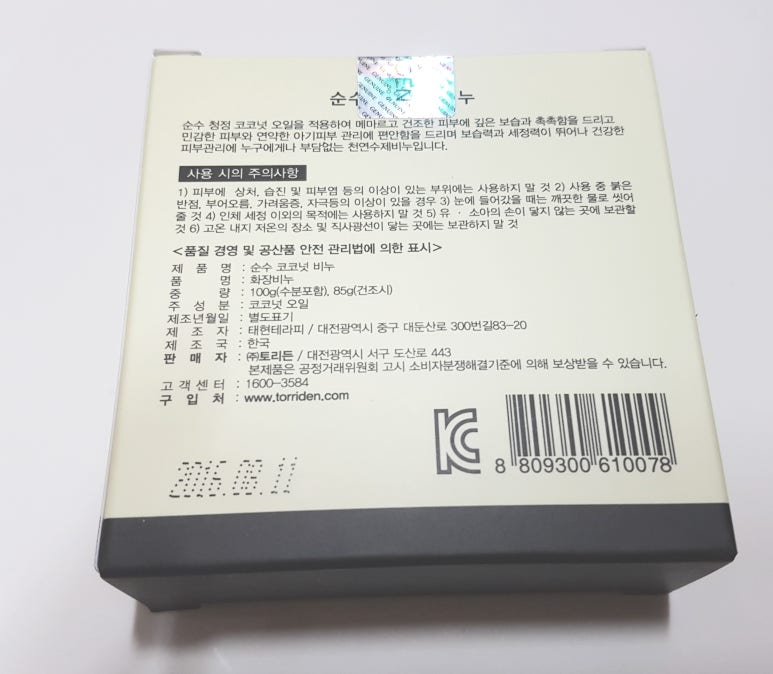 순수 누
GENUINE GENUINE GENUINE
순수 청정 코코넛 오일을 적용하여 메마르고 건조한 피부에 깊은 보습과 촉촉함을 드리고
민감한 피부와 연약한 아기피부 관리에 편안함을 드리며 보습력과 세정력이 뛰어나 건강한
피부관리에 누구에게나 부담없는 천연수제비누입니다.
사용 시의 주의사항
1) 피부에 상처, 습진 및 피부염 등의 이상이 있는 부위에는 사용하지 말 것 2) 사용 중 붉은
반점, 부어오름, 가려움증, 자극등의 이상이 있을 경우 3) 눈에 들어갔을 때는 깨끗한 물로 씻어
줄 것 4) 인체 세정 이외의 목적에는 사용하지 말 것 5) 유 · 소아의 손이 닿지 않는 곳에 보관할
것 6) 고온 내지 저온의 장소 및 직사광선이 닿는 곳에는 보관하지 말 것
<품질 경영 및 공산품 안전 관리법에 의한 표시>
제 품 명 : 순수 코코넛 비누
품 명 : 화장비누
중 량 : 100g(수분포함), 85g(건조시)
주 성 분 : 코코넛 오일
제조년월일 : 별도표기
제 조 자 : 태현테라피 / 대전광역시 중구 대둔산로 300번길83-20
제 조 국 : 한국
판 매 자 : ㈜토리든 / 대전광역시 서구 도산로 443
본제품은 공정거래위원회 고시 소비자분쟁해결기준에 의해 보상받을 수 있습니다.
고객센터 : 1600-3584
구 입 처 : www.torriden.com
KC
8 809300 610078
2016.08.11